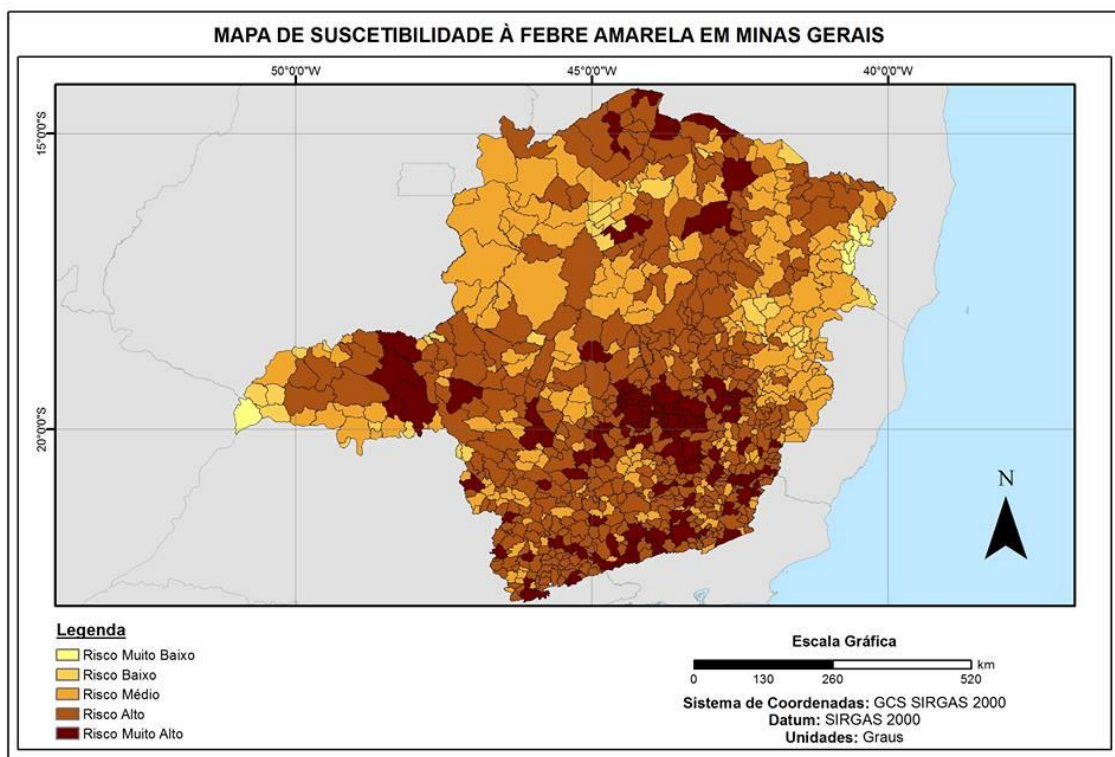 MAPA DE SUSCETIBILIDADE À FEBRE AMARELA EM MINAS GERAIS
50°0'0"W 45°0'0"W 40°0'0"W
15°0'0"S
20°0'0"S
N
Legenda
Risco Muito Baixo
Risco Baixo
Risco Médio
Risco Alto
Risco Muito Alto
Escala Gráfica
km
0 130 260 520
Sistema de Coordenadas: GCS SIRGAS 2000
Datum: SIRGAS 2000
Unidades: Graus